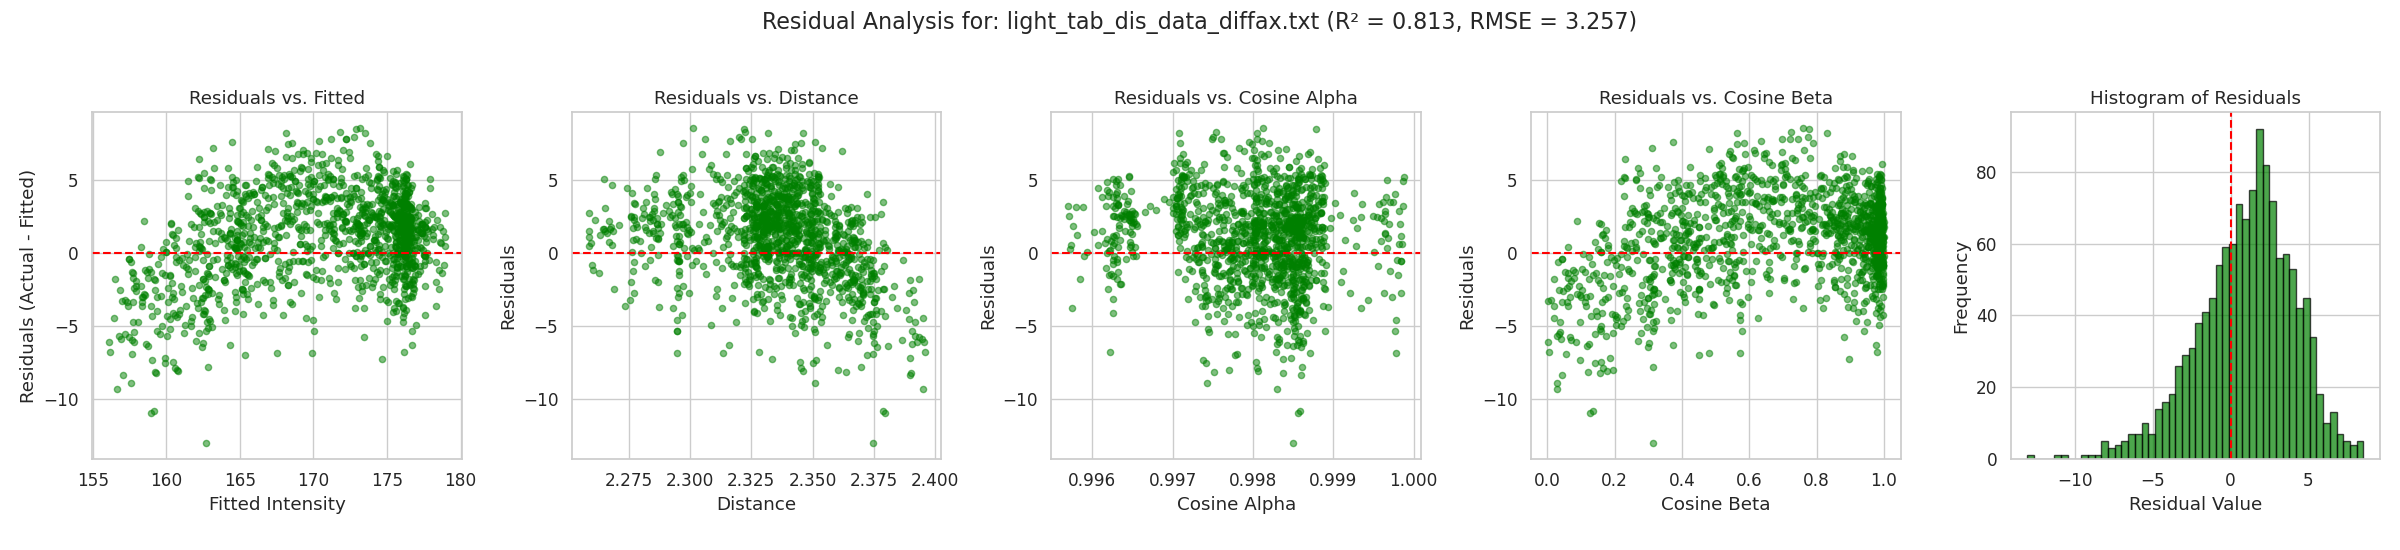 Residual Analysis for: light_tab_dis_data_diffax.txt (R² = 0.813, RMSE = 3.257)
Residuals vs. Fitted
Residuals (Actual - Fitted)
5
0
−5
−10
155 160 165 170 175 180
Fitted Intensity
Residuals vs. Distance
Residuals
5
0
−5
−10
2.275 2.300 2.325 2.350 2.375 2.400
Distance
Residuals vs. Cosine Alpha
Residuals
5
0
−5
−10
0.996 0.997 0.998 0.999 1.000
Cosine Alpha
Residuals vs. Cosine Beta
Residuals
5
0
−5
−10
0.0 0.2 0.4 0.6 0.8 1.0
Cosine Beta
Histogram of Residuals
Frequency
80
60
40
20
0
−10 −5 0 5
Residual Value